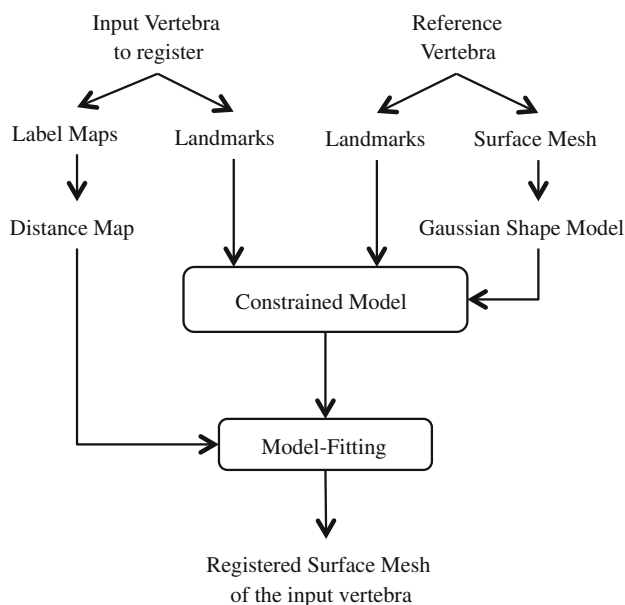 Input Vertebra
to register
Reference
Vertebra
Label Maps
Landmarks
Landmarks
Surface Mesh
Distance Map
Gaussian Shape Model
Constrained Model
Model-Fitting
Registered Surface Mesh
of the input vertebra